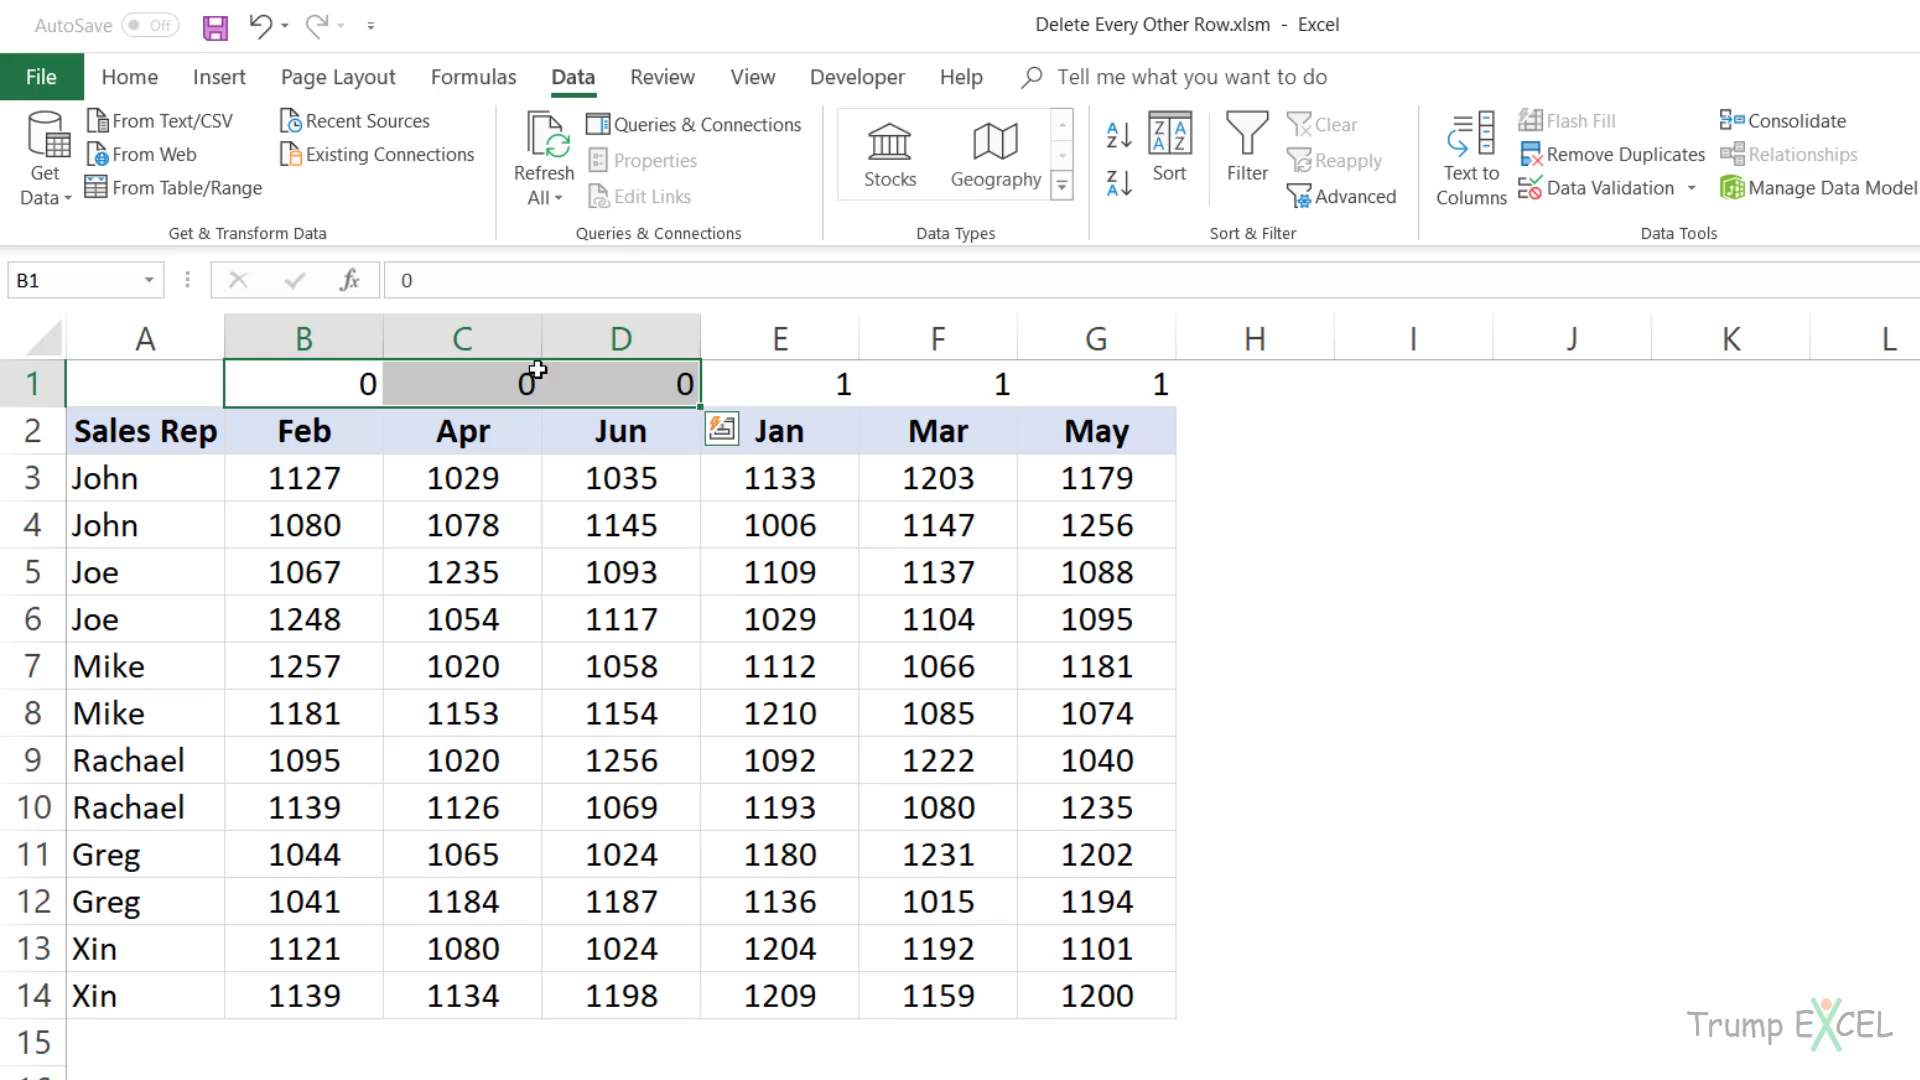 AutoSave Off Delete Every Other Row.xlsm - Excel
File Home Insert Page Layout Formulas Data Review View Developer Help Tell me what you want to do
Get Data
From Text/CSV
From Web
From Table/Range
Recent Sources
Existing Connections
Get & Transform Data
Refresh All
Queries & Connections
Properties
Edit Links
Queries & Connections
Stocks
Geography
Data Types
Sort
Filter
Clear
Reapply
Advanced
Sort & Filter
Text to Columns
Flash Fill
Remove Duplicates
Data Validation
Consolidate
Relationships
Manage Data Model
Data Tools
B1 fx 0
A B C D E F G H I J K L
1 0 0 0 1 1 1
2 Sales Rep Feb Apr Jun Jan Mar May
3 John 1127 1029 1035 1133 1203 1179
4 John 1080 1078 1145 1006 1147 1256
5 Joe 1067 1235 1093 1109 1137 1088
6 Joe 1248 1054 1117 1029 1104 1095
7 Mike 1257 1020 1058 1112 1066 1181
8 Mike 1181 1153 1154 1210 1085 1074
9 Rachael 1095 1020 1256 1092 1222 1040
10 Rachael 1139 1126 1069 1193 1080 1235
11 Greg 1044 1065 1024 1180 1231 1202
12 Greg 1041 1184 1187 1136 1015 1194
13 Xin 1121 1080 1024 1204 1192 1101
14 Xin 1139 1134 1198 1209 1159 1200
15
Trump EXCEL